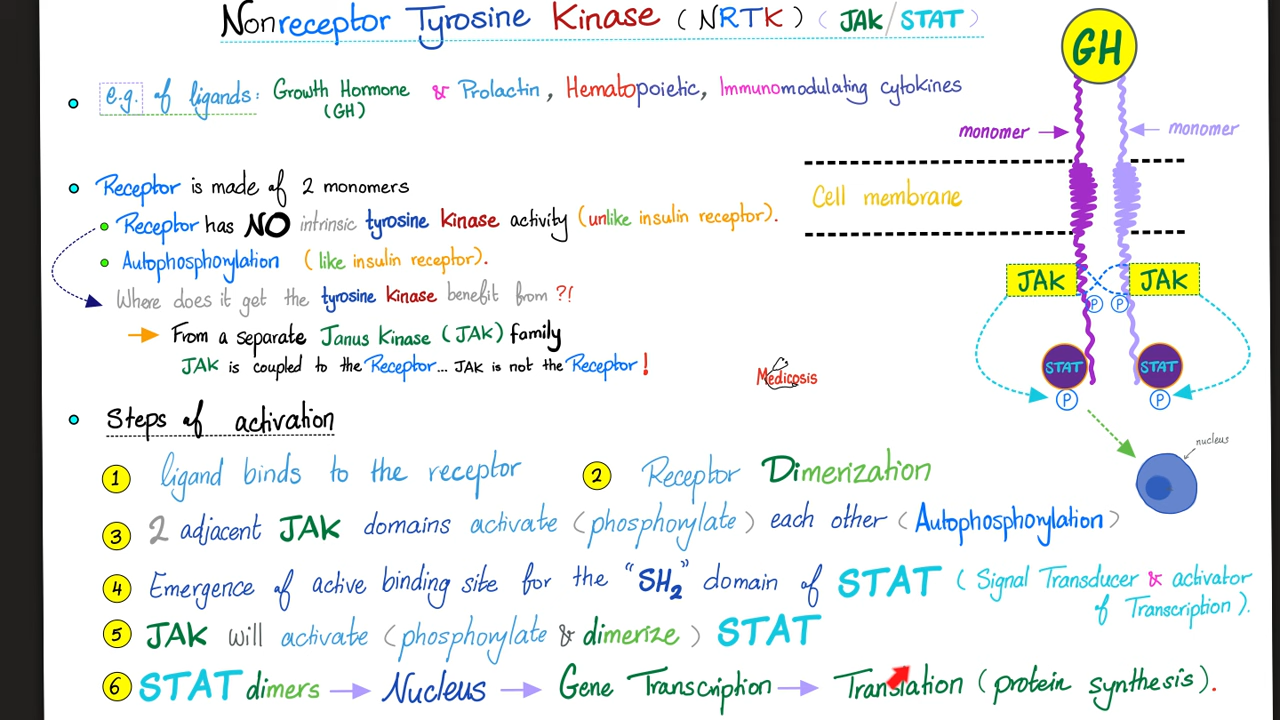 Nonreceptor Tyrosine Kinase (NRTK) (JAK/STAT)
e.g. of ligands: Growth Hormone & Prolactin, Hematopoietic, Immunomodulating cytokines
(GH)
Receptor is made of 2 monomers
Receptor has NO intrinsic tyrosine Kinase activity (unlike insulin receptor).
Autophosphorylation (like insulin receptor).
Where does it get the tyrosine Kinase benefit from ?!
From a separate Janus Kinase (JAK) family
JAK is coupled to the Receptor... JAK is not the Receptor!
Medicosis
GH
monomer
monomer
Cell membrane
JAK
JAK
P
P
STAT
STAT
P
P
nucleus
Steps of activation
1 ligand binds to the receptor
2 Receptor Dimerization
3 2 adjacent JAK domains activate (phosphorylate) each other (Autophosphorylation)
4 Emergence of active binding site for the "SH2" domain of STAT (Signal Transducer & activator
of Transcription).
5 JAK will activate (phosphorylate & dimerize) STAT
6 STAT dimers → Nucleus → Gene Transcription → Translation (protein synthesis).